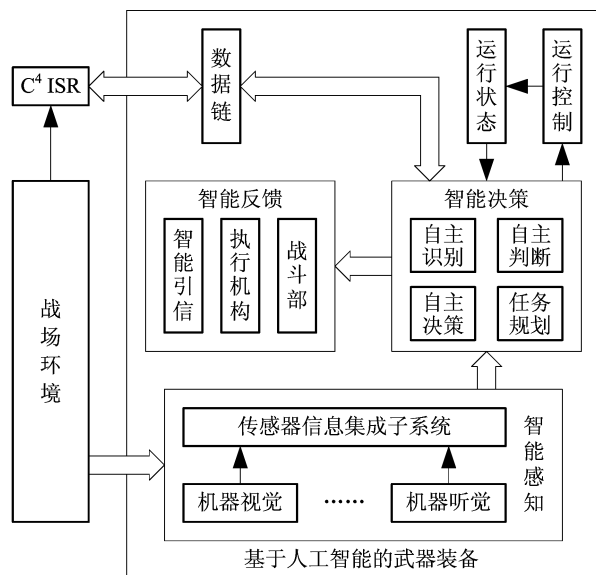 C⁴ ISR
数据链
运行状态
运行控制
战场环境
智能反馈
智能引信
执行机构
战斗部
智能决策
自主识别
自主判断
自主决策
任务规划
传感器信息集成子系统
智能感知
机器视觉
……
机器听觉
基于人工智能的武器装备